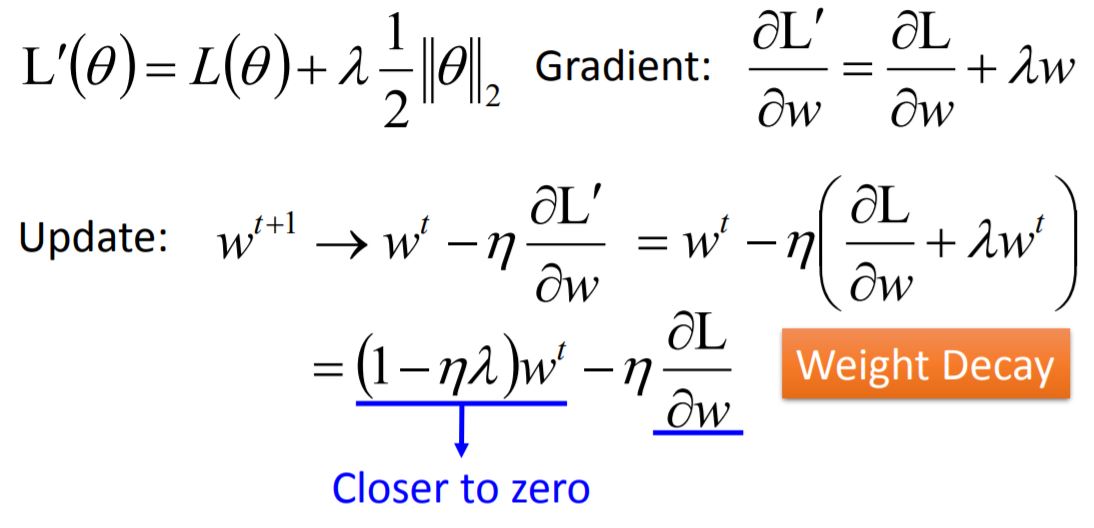 L′(θ) = L(θ) + λ 1/2 ‖θ‖₂ Gradient: ∂L′/∂w = ∂L/∂w + λw
Update: wᵗ⁺¹ → wᵗ − η ∂L′/∂w = wᵗ − η(∂L/∂w + λwᵗ)
= (1 − ηλ)wᵗ − η ∂L/∂w Weight Decay
Closer to zero